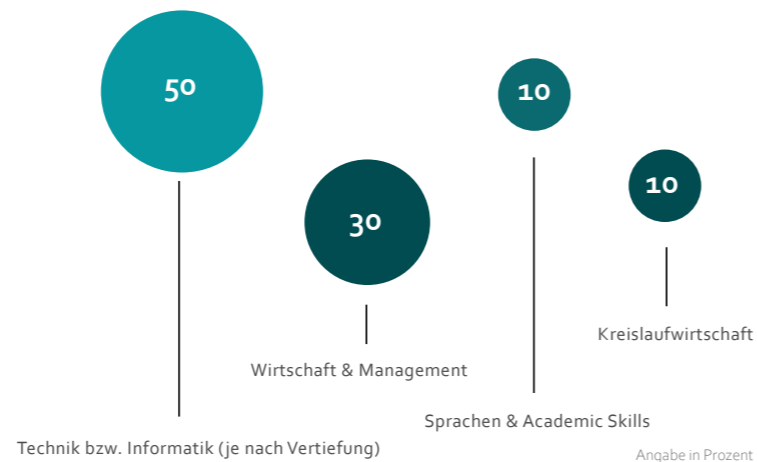 50
10
10
30
Kreislaufwirtschaft
Wirtschaft & Management
Sprachen & Academic Skills
Technik bzw. Informatik (je nach Vertiefung)
Angabe in Prozent